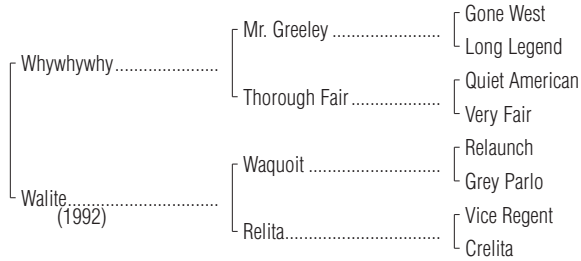 Gone West
Mr. Greeley ....................
Long Legend
Whywhywhy....................
Quiet American
Thorough Fair....................
Very Fair
Relaunch
Waquoit ....................
Grey Parlo
Walite....................
(1992)
Vice Regent
Relita....................
Crelita